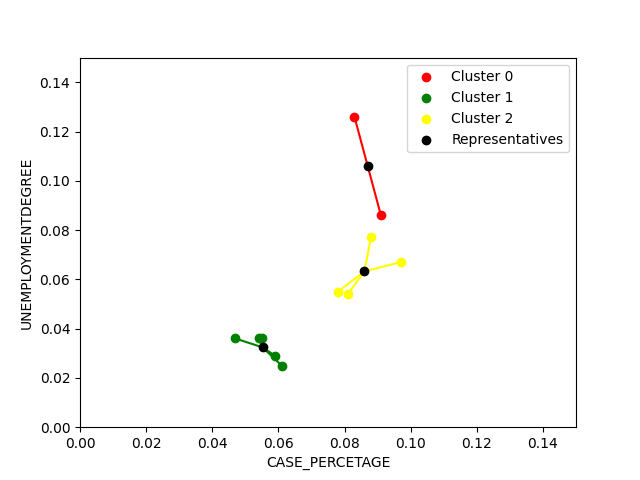 Cluster 0
Cluster 1
Cluster 2
Representatives
UNEMPLOYMENTDEGREE
0.14
0.12
0.10
0.08
0.06
0.04
0.02
0.00
0.00 0.02 0.04 0.06 0.08 0.10 0.12 0.14
CASE_PERCETAGE